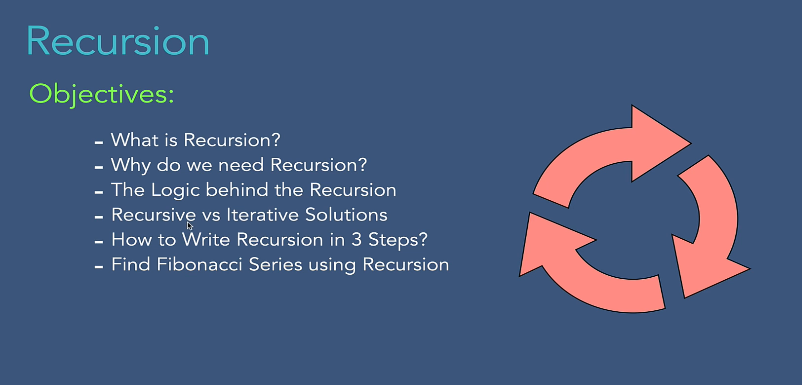 Recursion
Objectives:
- What is Recursion?
- Why do we need Recursion?
- The Logic behind the Recursion
- Recursive vs Iterative Solutions
- How to Write Recursion in 3 Steps?
- Find Fibonacci Series using Recursion